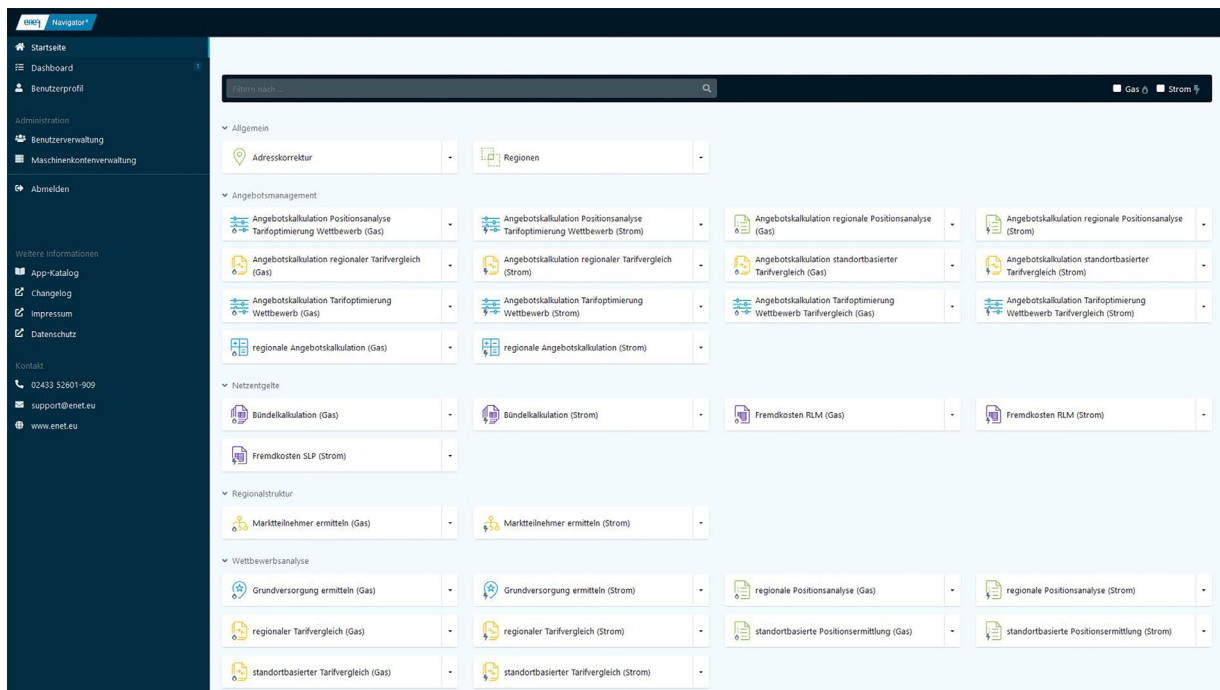 enet Navigator®
Startseite
Dashboard 1
Benutzerprofil
Administration
Benutzerverwaltung
Maschinenkontenverwaltung
Abmelden
Weitere Informationen
App-Katalog
Changelog
Impressum
Datenschutz
Kontakt
02433 52601-909
support@enet.eu
www.enet.eu
Filtern nach ...
Gas Strom
Allgemein
Adresskorrektur
Regionen
Angebotsmanagement
Angebotskalkulation Positionsanalyse
Tarifoptimierung Wettbewerb (Gas)
Angebotskalkulation Positionsanalyse
Tarifoptimierung Wettbewerb (Strom)
Angebotskalkulation regionale Positionsanalyse
(Gas)
Angebotskalkulation regionale Positionsanalyse
(Strom)
Angebotskalkulation regionaler Tarifvergleich
(Gas)
Angebotskalkulation regionaler Tarifvergleich
(Strom)
Angebotskalkulation standortbasierter
Tarifvergleich (Gas)
Angebotskalkulation standortbasierter
Tarifvergleich (Strom)
Angebotskalkulation Tarifoptimierung
Wettbewerb (Gas)
Angebotskalkulation Tarifoptimierung
Wettbewerb (Strom)
Angebotskalkulation Tarifoptimierung
Wettbewerb Tarifvergleich (Gas)
Angebotskalkulation Tarifoptimierung
Wettbewerb Tarifvergleich (Strom)
regionale Angebotskalkulation (Gas)
regionale Angebotskalkulation (Strom)
Netzentgelte
Bündelkalkulation (Gas)
Bündelkalkulation (Strom)
Fremdkosten RLM (Gas)
Fremdkosten RLM (Strom)
Fremdkosten SLP (Strom)
Regionalstruktur
Marktteilnehmer ermitteln (Gas)
Marktteilnehmer ermitteln (Strom)
Wettbewerbsanalyse
Grundversorgung ermitteln (Gas)
Grundversorgung ermitteln (Strom)
regionale Positionsanalyse (Gas)
regionale Positionsanalyse (Strom)
regionaler Tarifvergleich (Gas)
regionaler Tarifvergleich (Strom)
standortbasierte Positionsermittlung (Gas)
standortbasierte Positionsermittlung (Strom)
standortbasierter Tarifvergleich (Gas)
standortbasierter Tarifvergleich (Strom)